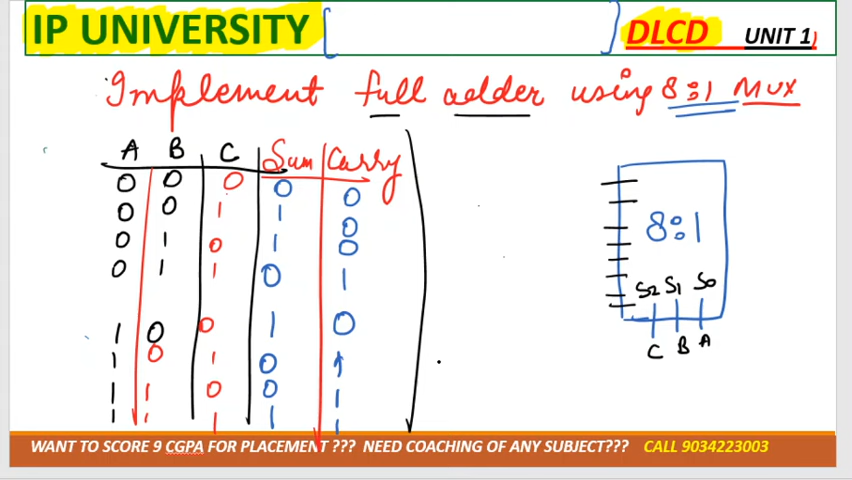 IP UNIVERSITY DLCD UNIT 1)
Implement full adder using 8:1 Mux
A B C Sum Carry
0 0 0 0 0
0 0 1 1 0
0 1 0 1 0
0 1 1 0 1
1 0 0 1 0
1 0 1 0 1
1 1 0 0 1
1 1 1 1 1
8:1
S2 S1 S0
C B A
WANT TO SCORE 9 CGPA FOR PLACEMENT ??? NEED COACHING OF ANY SUBJECT??? CALL 9034223003